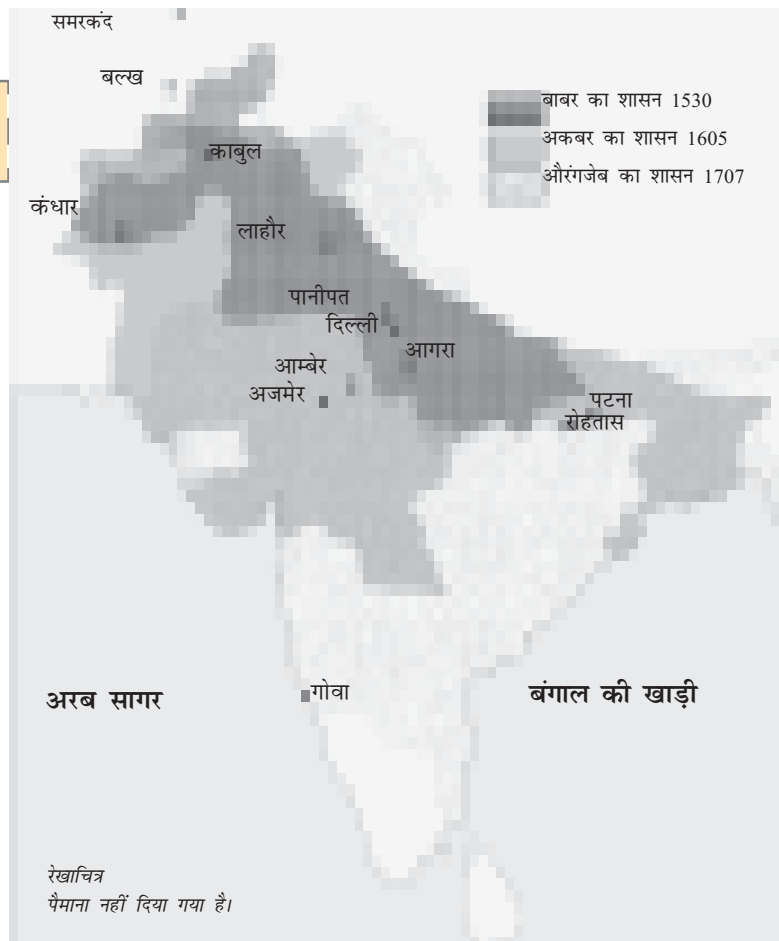 समरकंद
बल्ख
बाबर का शासन 1530
अकबर का शासन 1605
औरंगजेब का शासन 1707
काबुल
कंधार
लाहौर
पानीपत
दिल्ली
आगरा
आम्बेर
अजमेर
पटना
रोहतास
गोवा
अरब सागर
बंगाल की खाड़ी
रेखाचित्र
पैमाना नहीं दिया गया है।